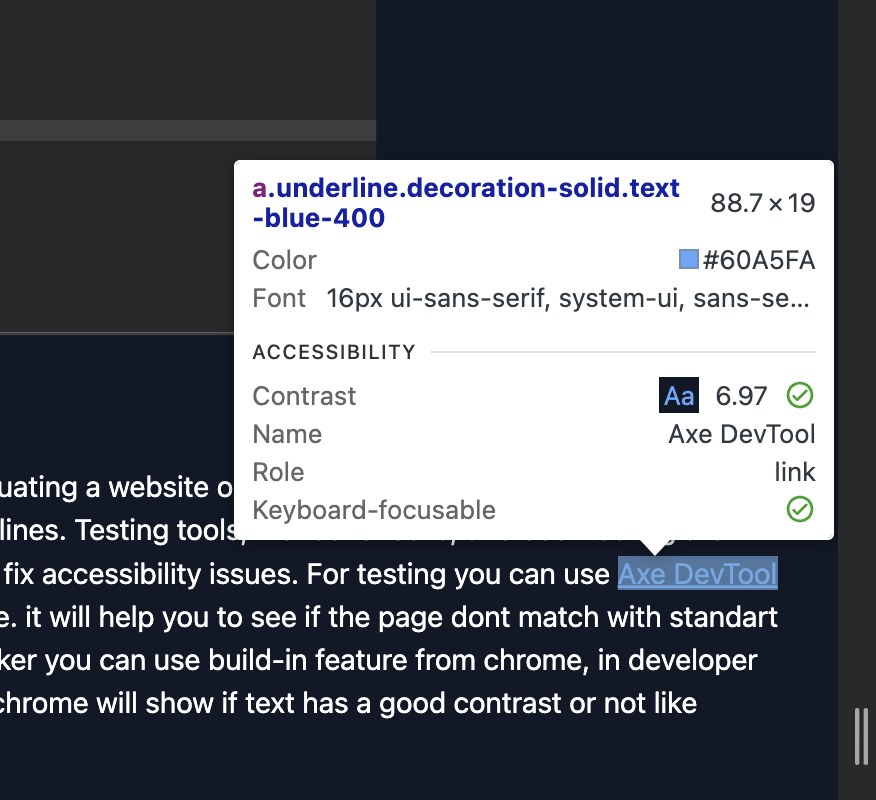 a.underline.decoration-solid.text
-blue-400
88.7×19
Color #60A5FA
Font 16px ui-sans-serif, system-ui, sans-se...
ACCESSIBILITY
Contrast Aa 6.97
Name Axe DevTool
Role link
Keyboard-focusable
uating a website o
lines. Testing tools,
fix accessibility issues. For testing you can use Axe DevTool
e. it will help you to see if the page dont match with standart
ker you can use build-in feature from chrome, in developer
chrome will show if text has a good contrast or not like